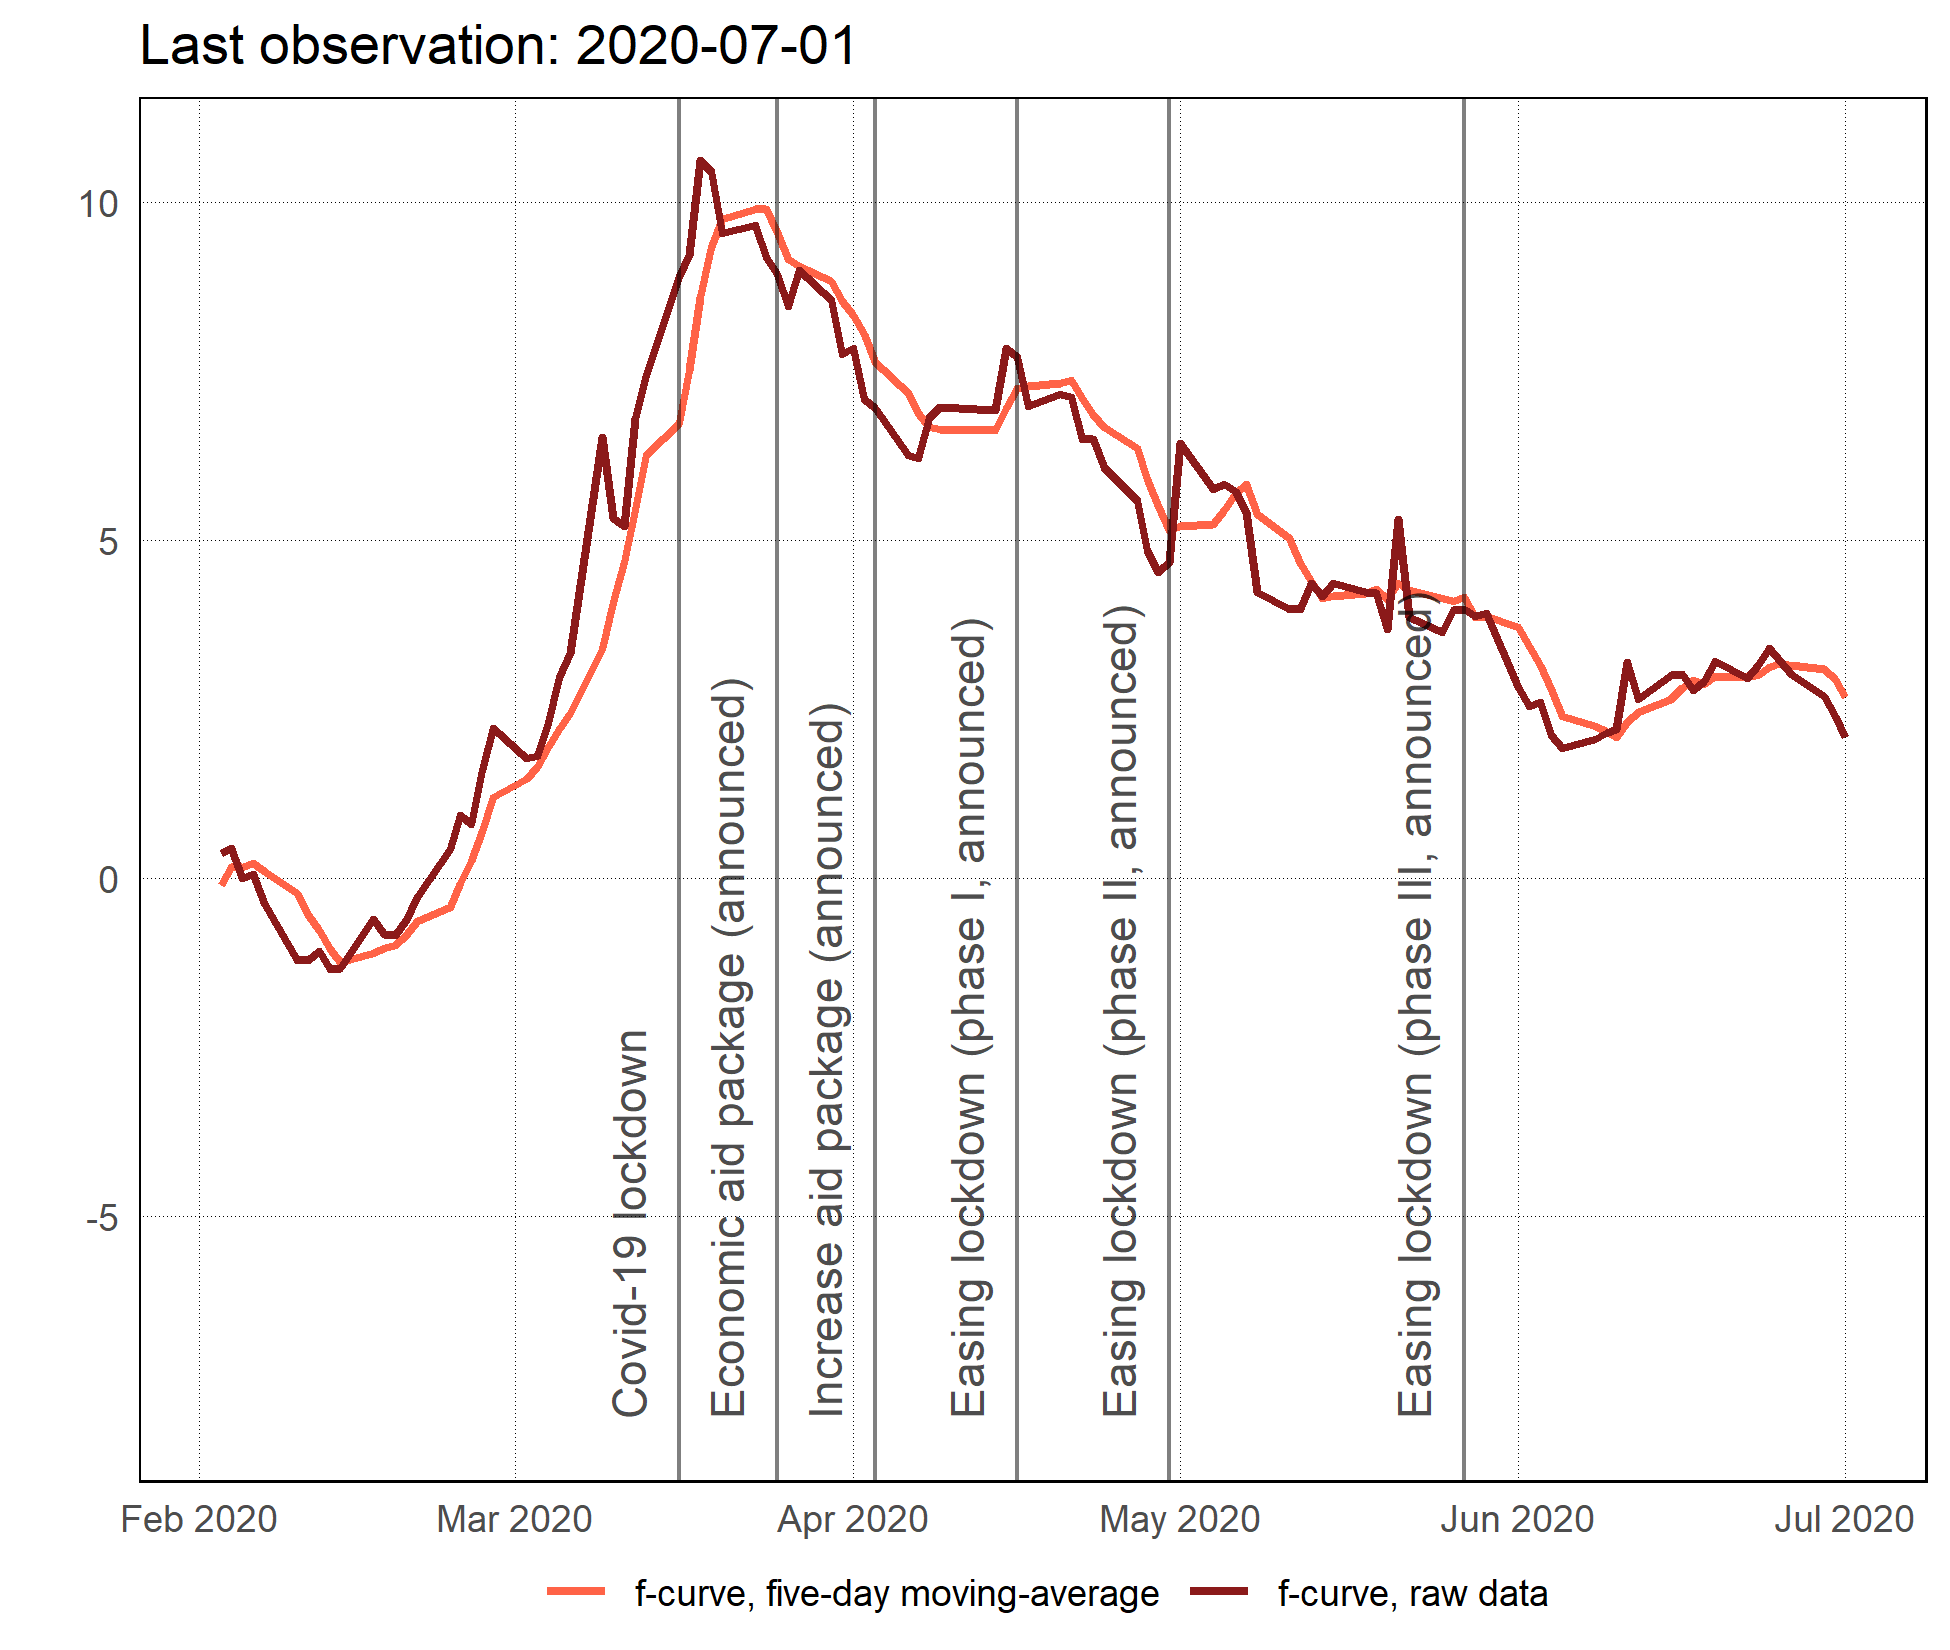 Last observation: 2020-07-01
10
5
0
-5
Covid-19 lockdown
Economic aid package (announced)
Increase aid package (announced)
Easing lockdown (phase I, announced)
Easing lockdown (phase II, announced)
Easing lockdown (phase III, announced)
Feb 2020 Mar 2020 Apr 2020 May 2020 Jun 2020 Jul 2020
f-curve, five-day moving-average f-curve, raw data